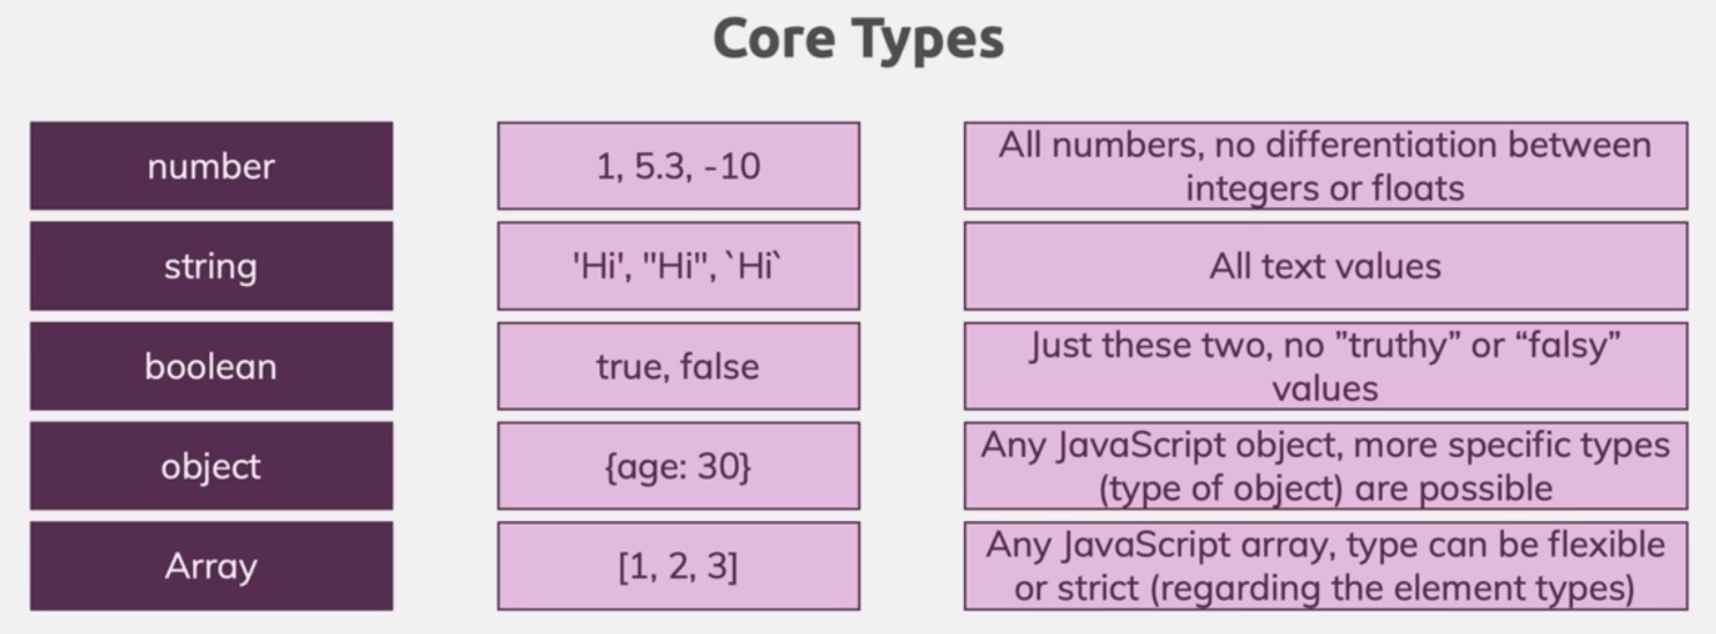 Core Types
number
1, 5.3, -10
All numbers, no differentiation between
integers or floats
string
'Hi', "Hi", `Hi`
All text values
boolean
true, false
Just these two, no ”truthy” or “falsy”
values
object
{age: 30}
Any JavaScript object, more specific types
(type of object) are possible
Array
[1, 2, 3]
Any JavaScript array, type can be flexible
or strict (regarding the element types)